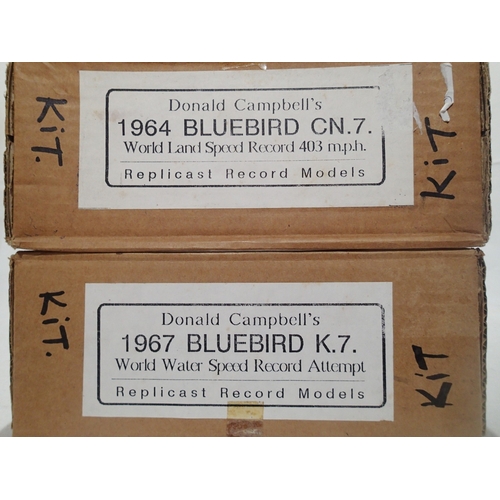 KiT.
Donald Campbell's
1964 BLUEBIRD CN.7.
World Land Speed Record 403 m.p.h.
Replicast Record Models
KiT
KiT.
Donald Campbell's
1967 BLUEBIRD K.7.
World Water Speed Record Attempt
Replicast Record Models
KiT